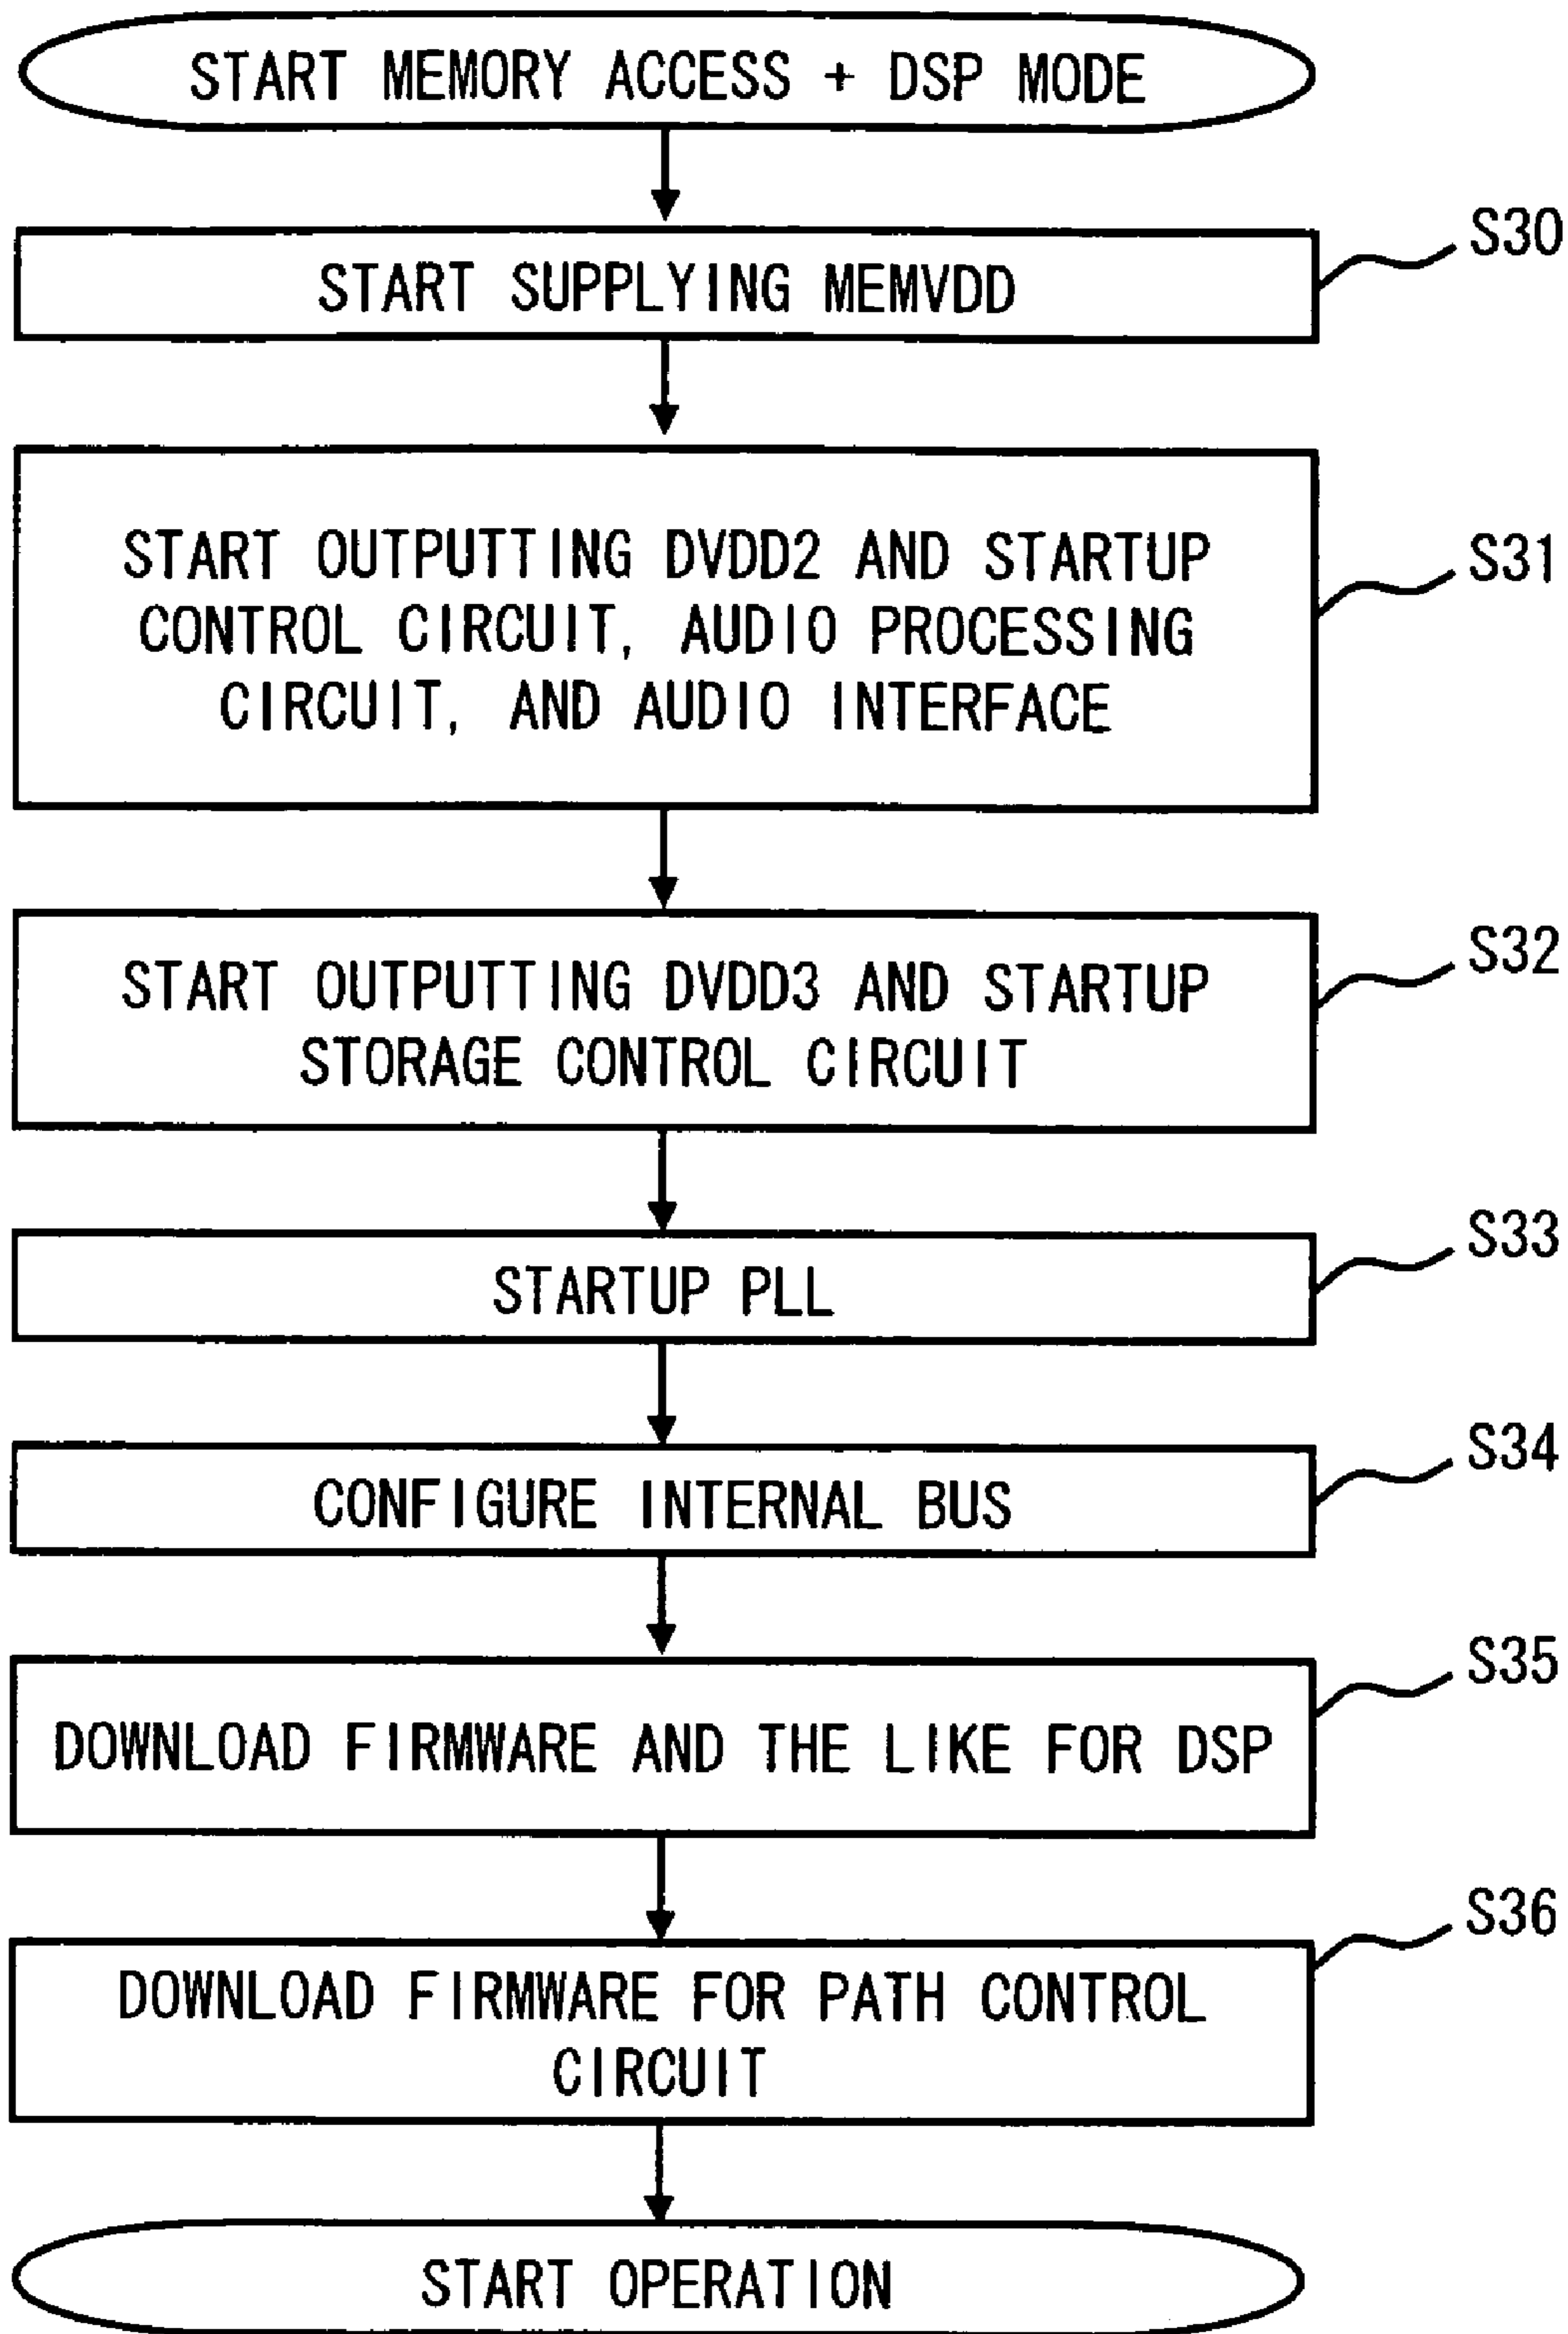 START MEMORY ACCESS + DSP MODE
S30
START SUPPLYING MEMVDD
S31
START OUTPUTTING DVDD2 AND STARTUP
CONTROL CIRCUIT, AUDIO PROCESSING
CIRCUIT, AND AUDIO INTERFACE
S32
START OUTPUTTING DVDD3 AND STARTUP
STORAGE CONTROL CIRCUIT
S33
STARTUP PLL
S34
CONFIGURE INTERNAL BUS
S35
DOWNLOAD FIRMWARE AND THE LIKE FOR DSP
S36
DOWNLOAD FIRMWARE FOR PATH CONTROL
CIRCUIT
START OPERATION